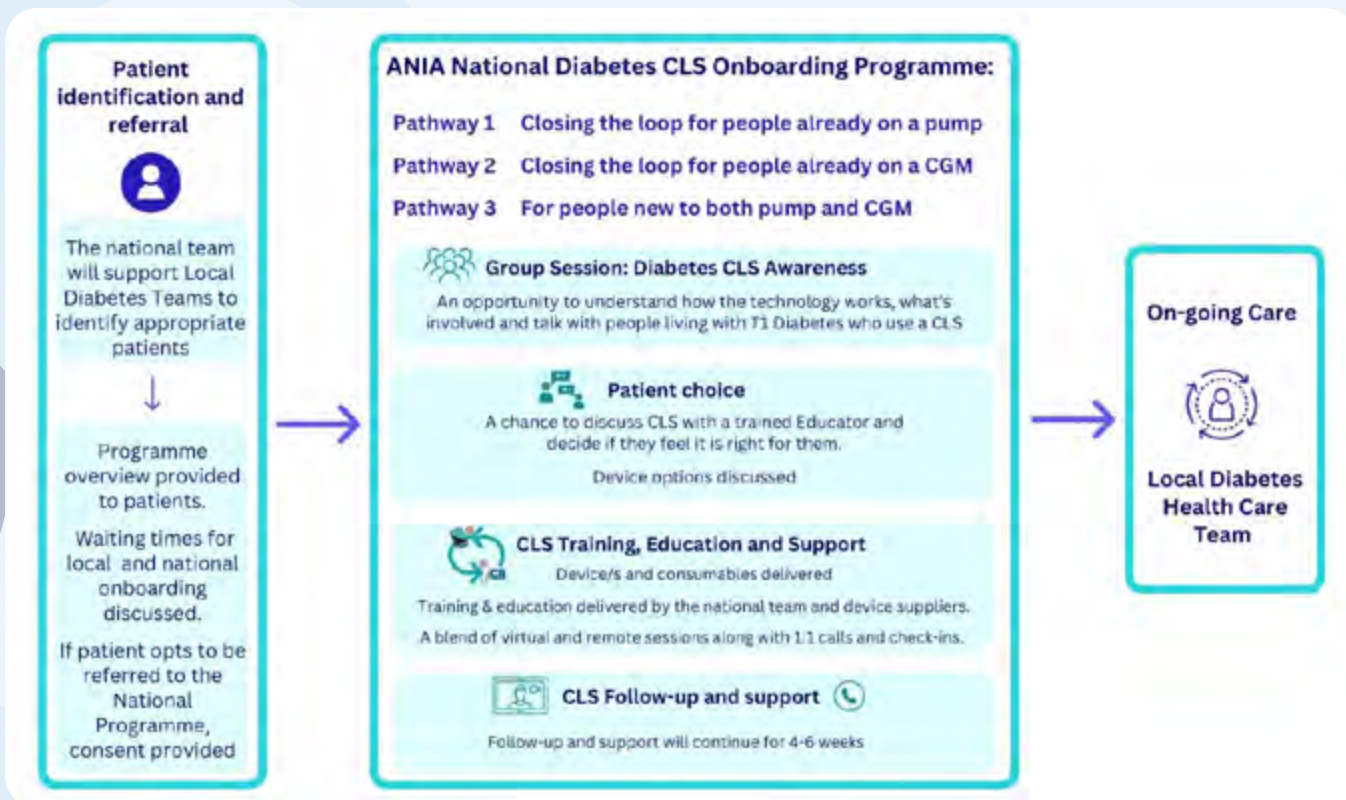 Patient
identification and
referral
The national team
will support Local
Diabetes Teams to
identify appropriate
patients
Programme
overview provided
to patients.
Waiting times for
local and national
onboarding
discussed.
If patient opts to be
referred to the
National
Programme,
consent provided
ANIA National Diabetes CLS Onboarding Programme:
Pathway 1 Closing the loop for people already on a pump
Pathway 2 Closing the loop for people already on a CGM
Pathway 3 For people new to both pump and CGM
Group Session: Diabetes CLS Awareness
An opportunity to understand how the technology works, what's
involved and talk with people living with T1 Diabetes who use a CLS
Patient choice
A chance to discuss CLS with a trained Educator and
decide if they feel it is right for them.
Device options discussed
CLS Training, Education and Support
Device/s and consumables delivered
Training & education delivered by the national team and device suppliers.
A blend of virtual and remote sessions along with 1:1 calls and check-ins.
CLS Follow-up and support
Follow-up and support will continue for 4-6 weeks
On-going Care
Local Diabetes
Health Care
Team